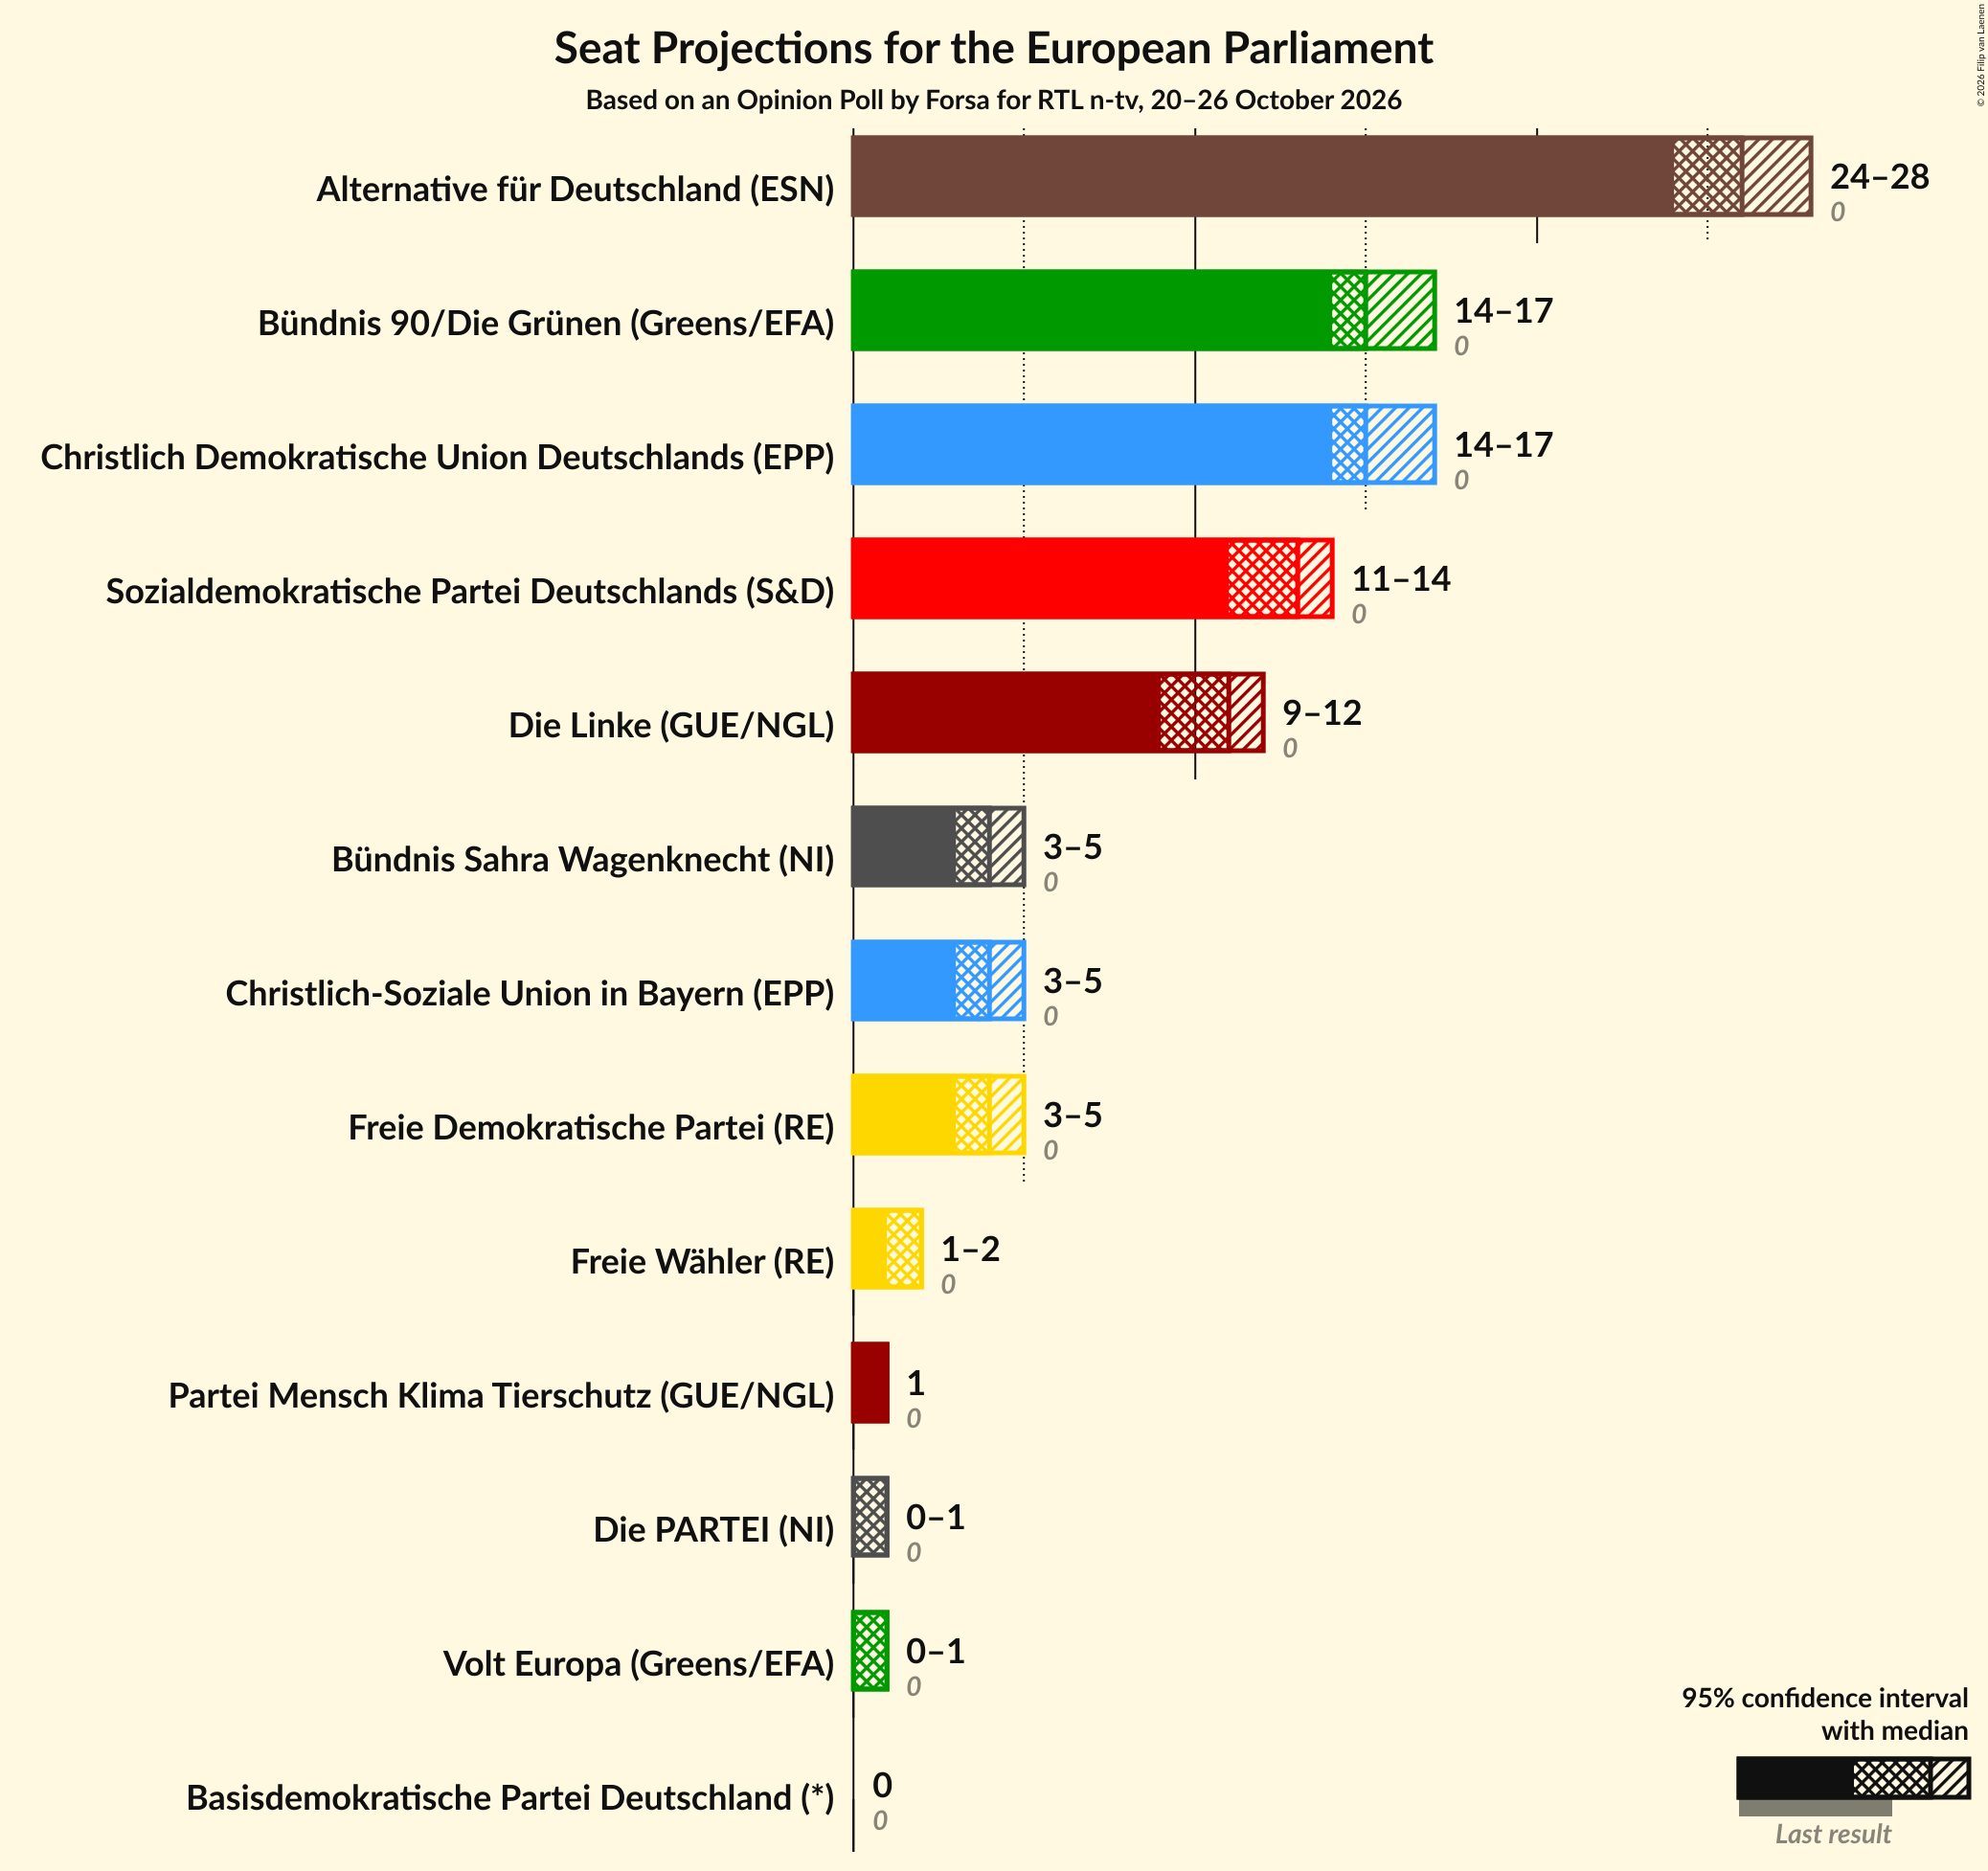 Seat Projections for the European Parliament
Based on an Opinion Poll by Forsa for RTL n-tv, 20–26 October 2026
© 2026 Filip van Laenen
Alternative für Deutschland (ESN)
24–28
0
Bündnis 90/Die Grünen (Greens/EFA)
14–17
0
Christlich Demokratische Union Deutschlands (EPP)
14–17
0
Sozialdemokratische Partei Deutschlands (S&D)
11–14
0
Die Linke (GUE/NGL)
9–12
0
Bündnis Sahra Wagenknecht (NI)
3–5
0
Christlich-Soziale Union in Bayern (EPP)
3–5
0
Freie Demokratische Partei (RE)
3–5
0
Freie Wähler (RE)
1–2
0
Partei Mensch Klima Tierschutz (GUE/NGL)
1
0
Die PARTEI (NI)
0–1
0
Volt Europa (Greens/EFA)
0–1
0
Basisdemokratische Partei Deutschland (*)
0
0
95% confidence interval
with median
Last result